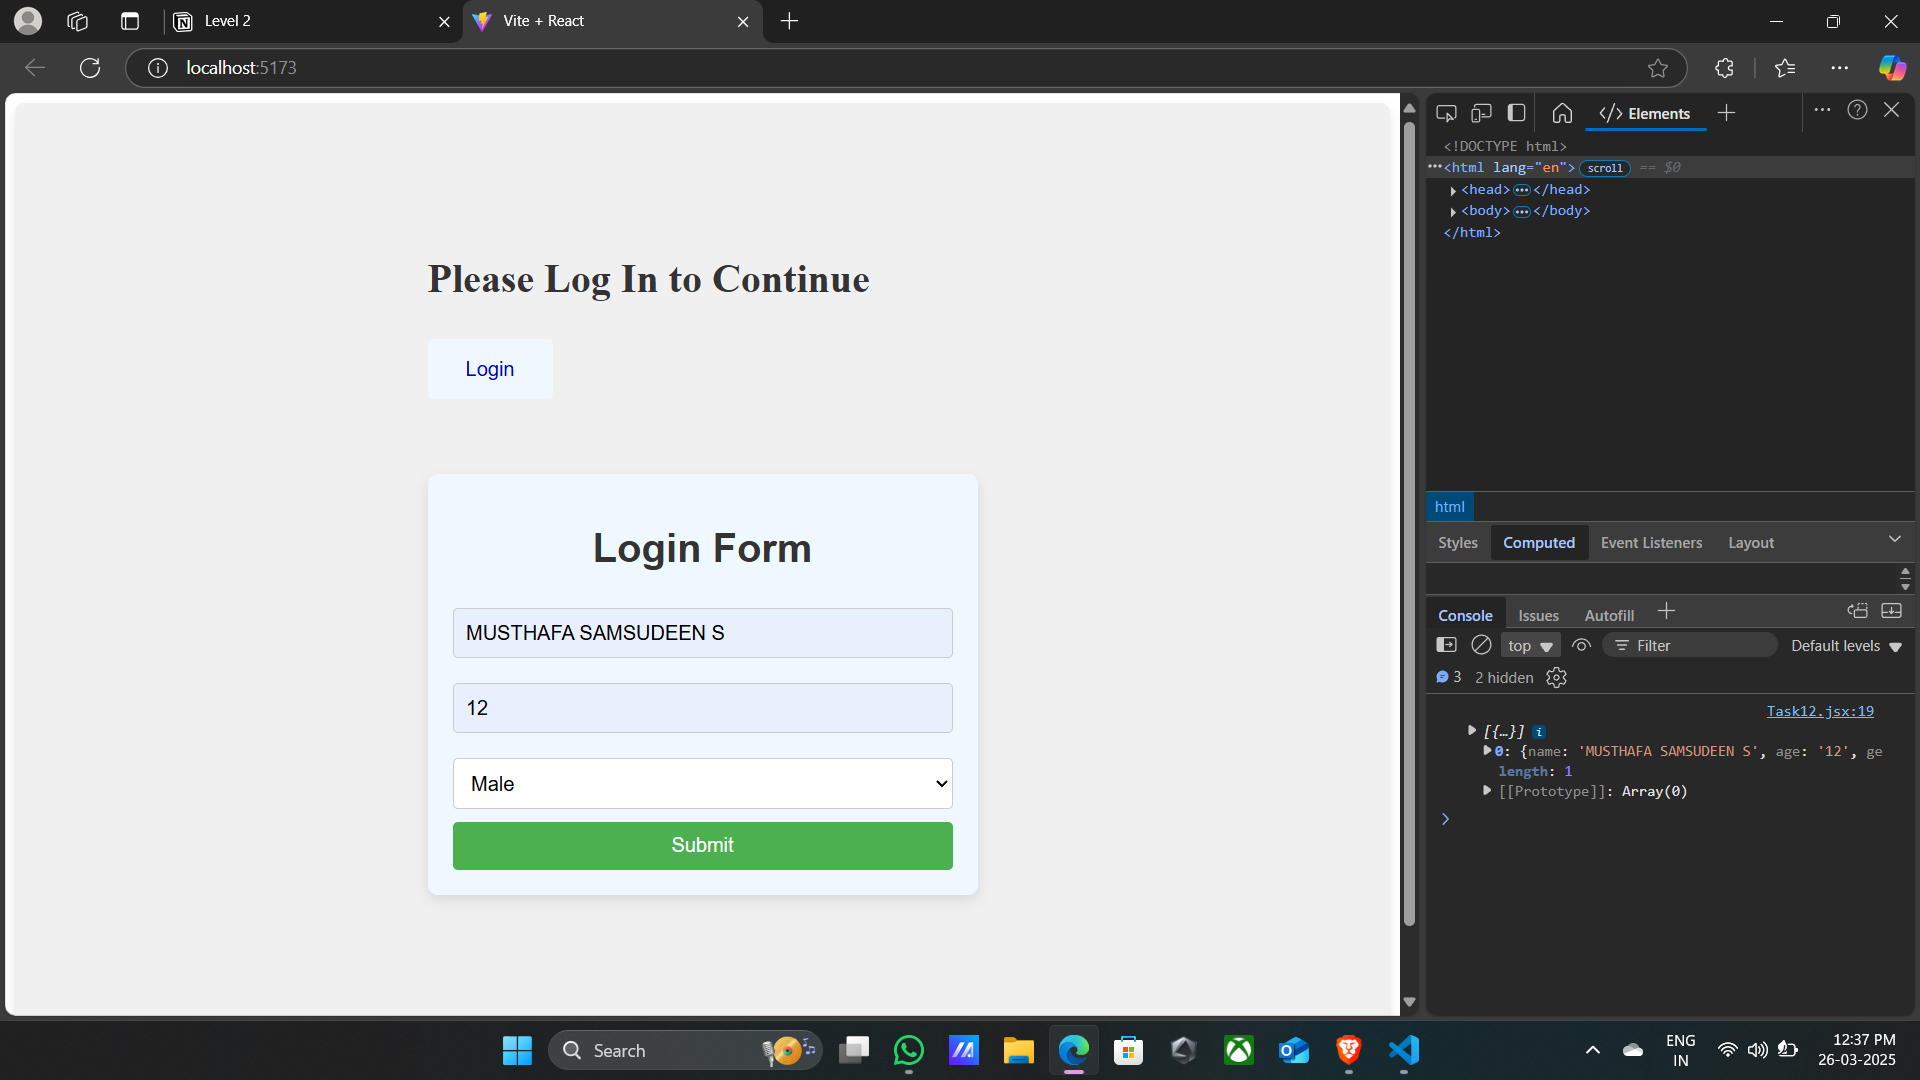 Level 2
Vite + React
localhost:5173
Please Log In to Continue
Login
Login Form
MUSTHAFA SAMSUDEEN S
12
Male
Submit
Elements
<!DOCTYPE html>
<html lang="en"> scroll == $0
<head> </head>
<body> </body>
</html>
html
Styles Computed Event Listeners Layout
Console Issues Autofill
top Filter Default levels
3 2 hidden
Task12.jsx:19
[{…}] i
0: {name: 'MUSTHAFA SAMSUDEEN S', age: '12', ge
length: 1
[[Prototype]]: Array(0)
Search
ENG
IN
12:37 PM
26-03-2025